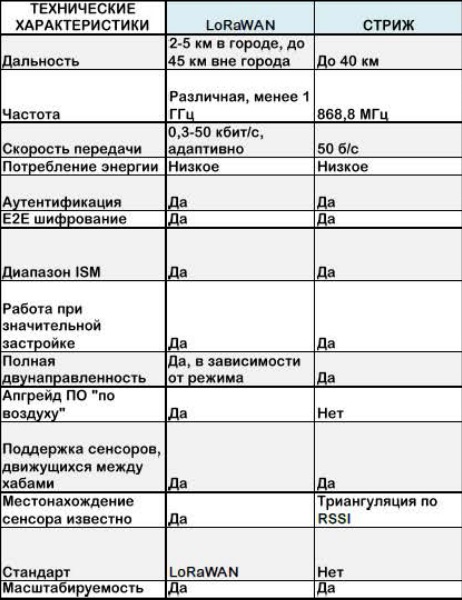 ТЕХНИЧЕСКИЕ
ХАРАКТЕРИСТИКИ
LoRaWAN
СТРИЖ
Дальность
2-5 км в городе, до
45 км вне города
До 40 км
Частота
Различная, менее 1
ГГц
868,8 МГц
Скорость передачи
0,3-50 кбит/с,
адаптивно
50 б/с
Потребление энергии
Низкое
Низкое
Аутентификация
Да
Да
E2E шифрование
Да
Да
Диапазон ISM
Да
Да
Работа при
значительной
застройке
Да
Да
Полная
двунаправленность
Да, в зависимости
от режима
Да
Апгрейд ПО "по
воздуху"
Да
Нет
Поддержка сенсоров,
движущихся между
хабами
Да
Да
Местонахождение
сенсора известно
Да
Триангуляция по
RSSI
Стандарт
LoRaWAN
Нет
Масштабируемость
Да
Да